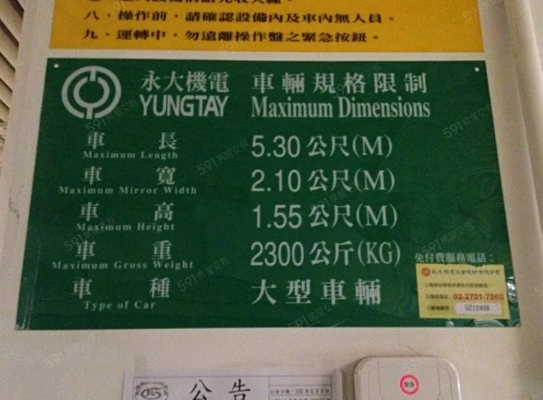 八、操作前，請確認設備內及車內無人員。
九、運轉中，勿遠離操作盤之緊急按鈕。
永大機電 車輛規格限制
YUNGTAY Maximum Dimensions
車長 5.30公尺(M)
Maximum Length
車寬 2.10公尺(M)
Maximum Mirror Width
車高 1.55公尺(M)
Maximum Height
車重 2300公斤(KG)
Maximum Gross Weight
車種 大型車輛
Type of Car
免付費服務電話：
公告